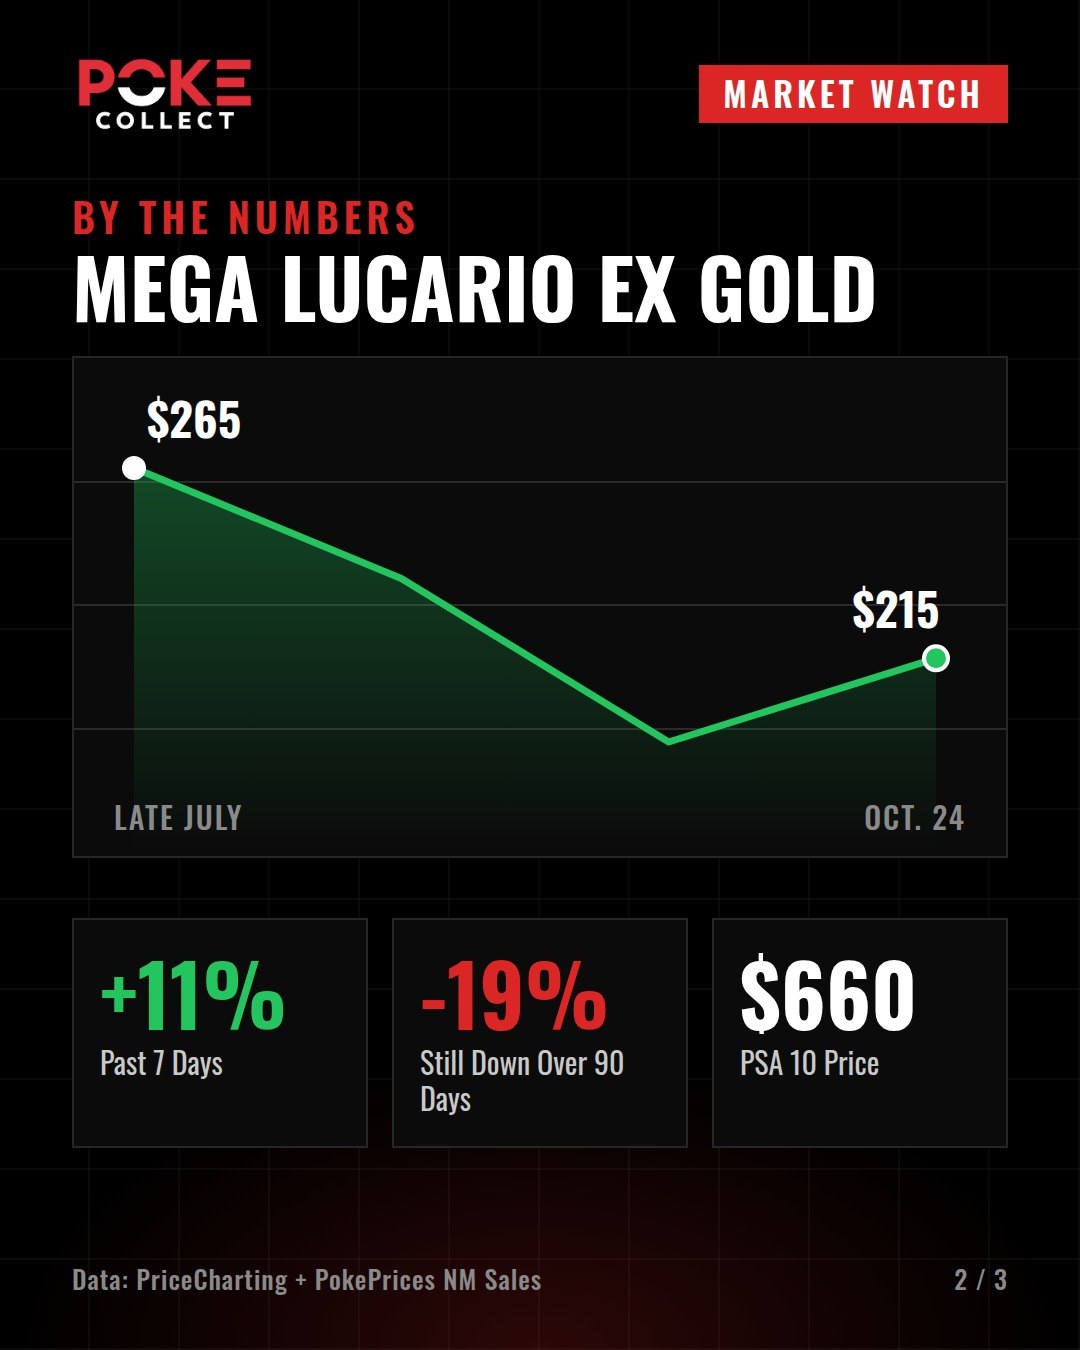 POKE
COLLECT
MARKET WATCH
BY THE NUMBERS
MEGA LUCARIO EX GOLD
$265
$215
LATE JULY
OCT. 24
+11%
Past 7 Days
-19%
Still Down Over 90
Days
$660
PSA 10 Price
Data: PriceCharting + PokePrices NM Sales
2 / 3